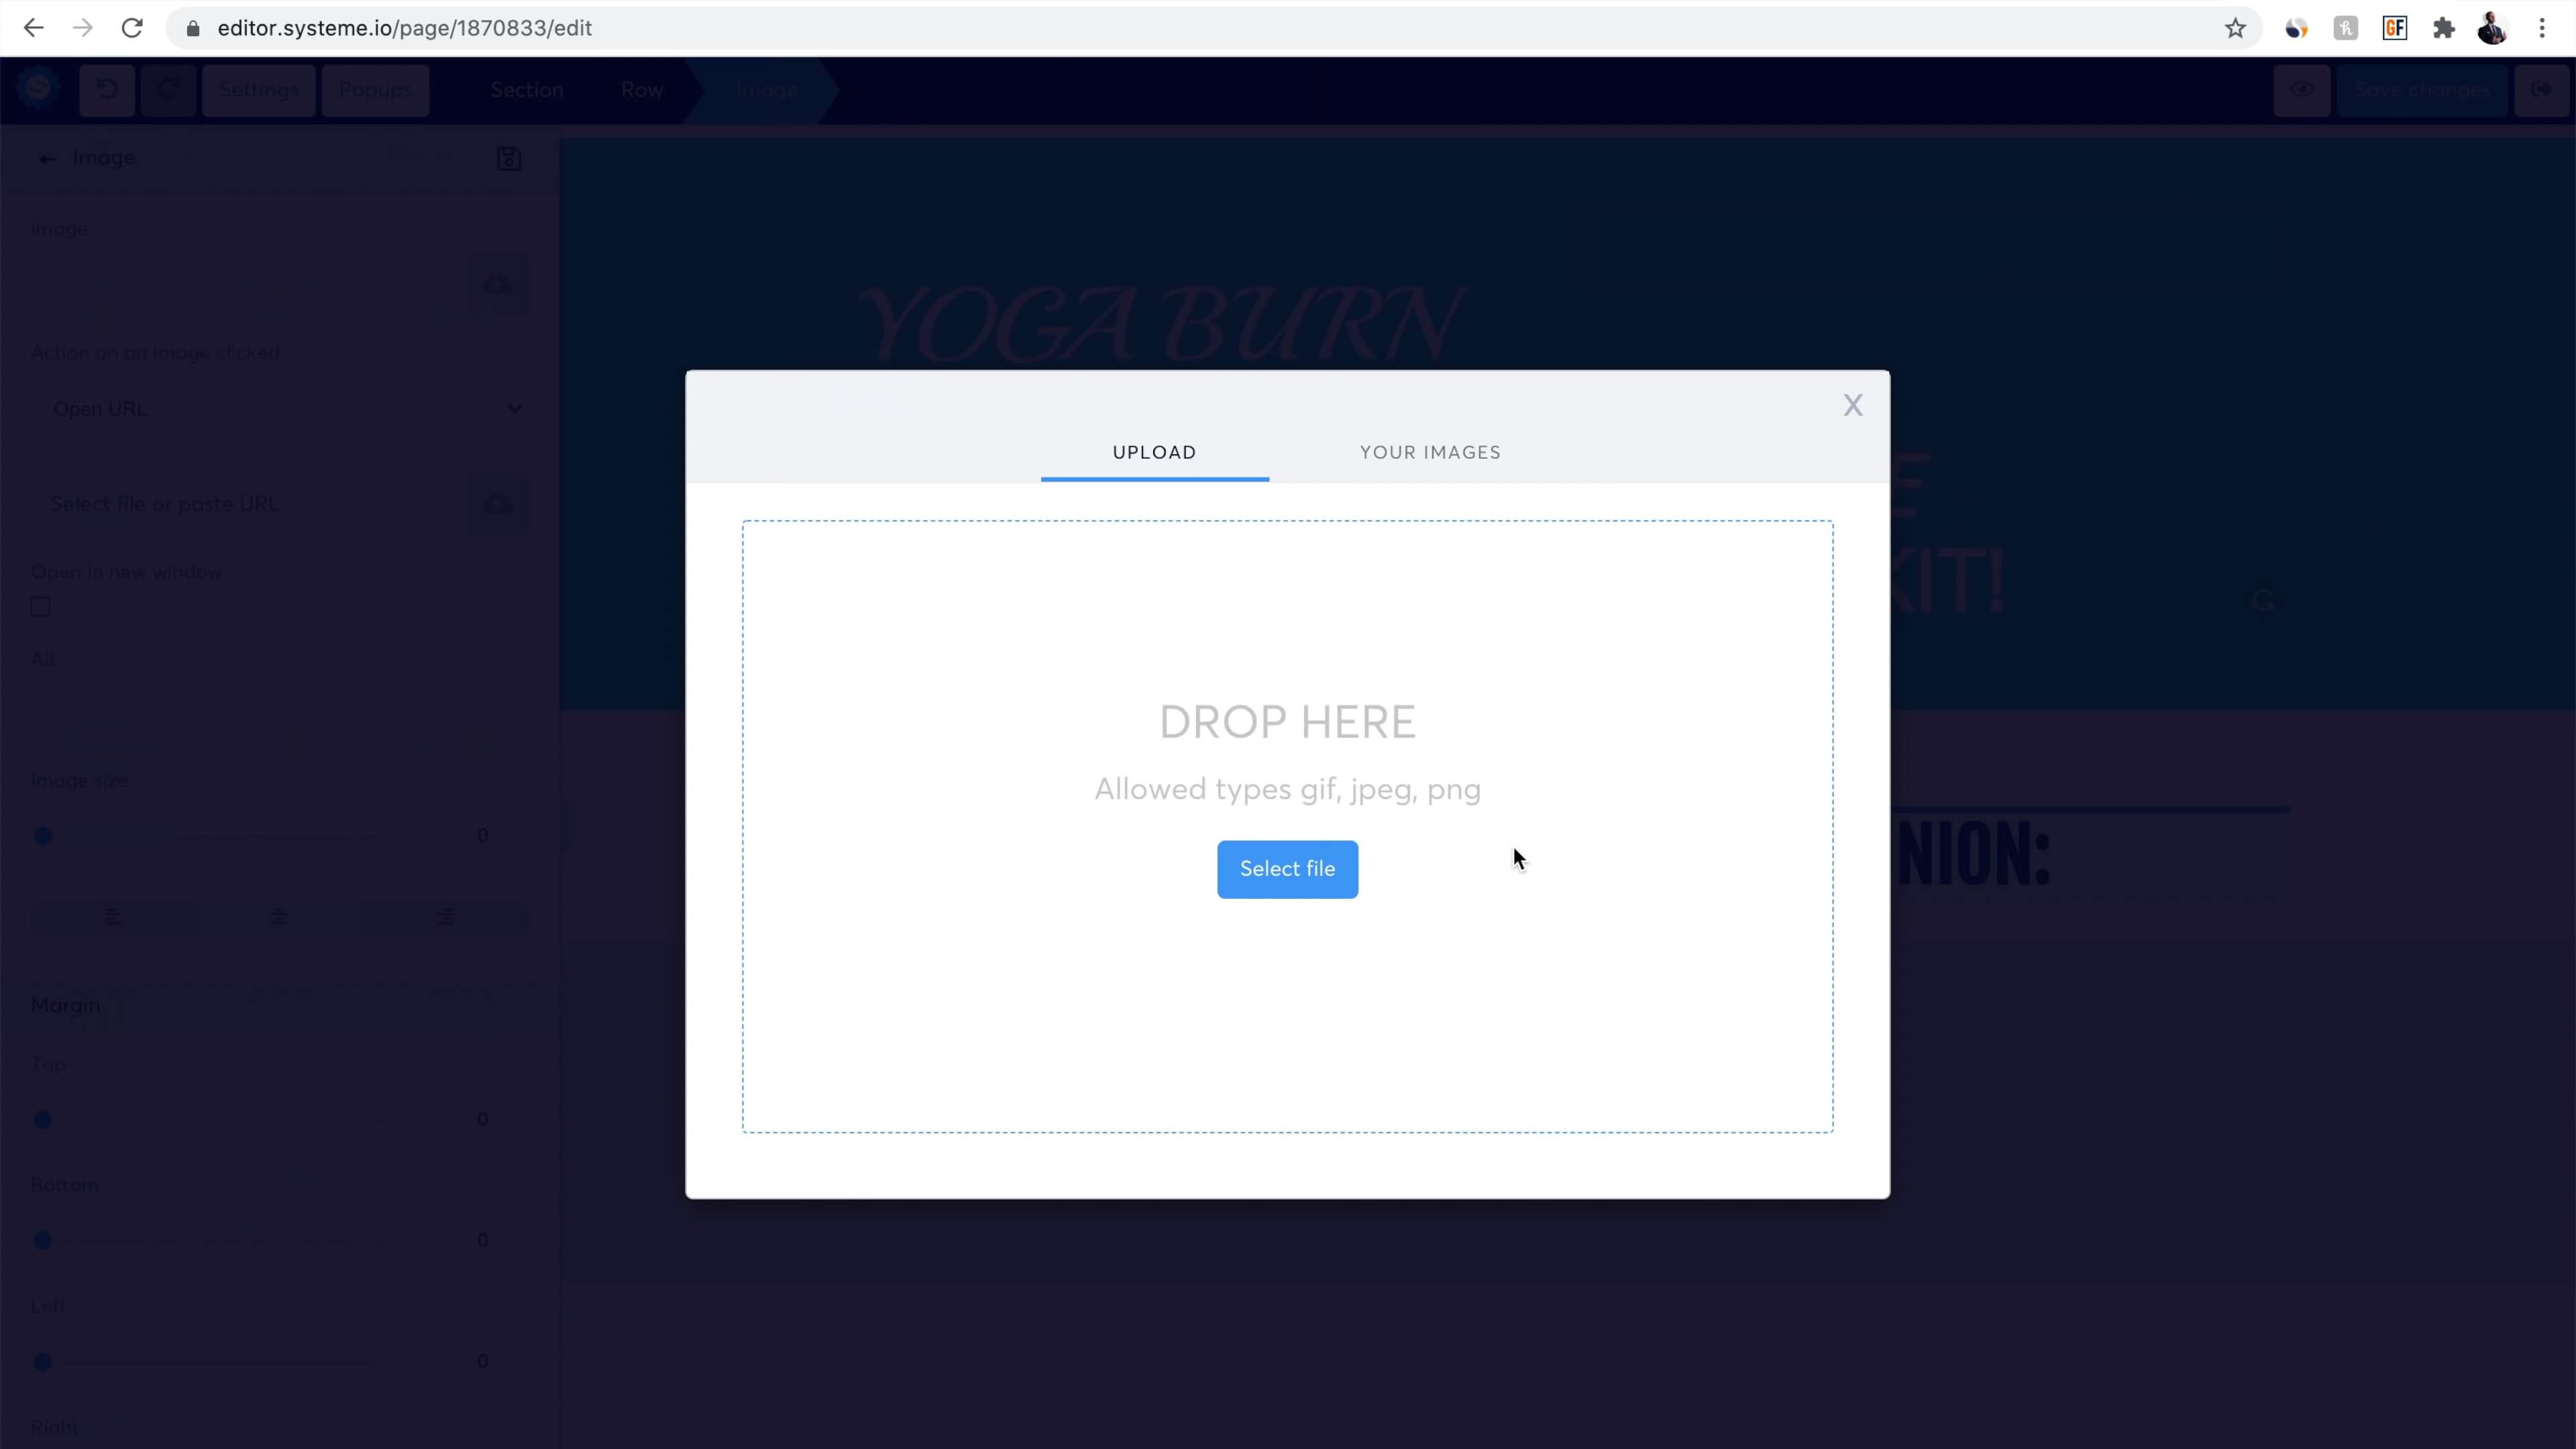 editor.systeme.io/page/1870833/edit
GF
Settings
Popups
Section
Row
Image
Save changes
Image
image
Action on an image clicked
Open URL
Select file or paste URL
Open in new window
Alt
Image size
0
Margin
Top
0
Bottom
0
Left
0
Right
YOGA BURN
E
KIT!
NION:
X
UPLOAD
YOUR IMAGES
DROP HERE
Allowed types gif, jpeg, png
Select file